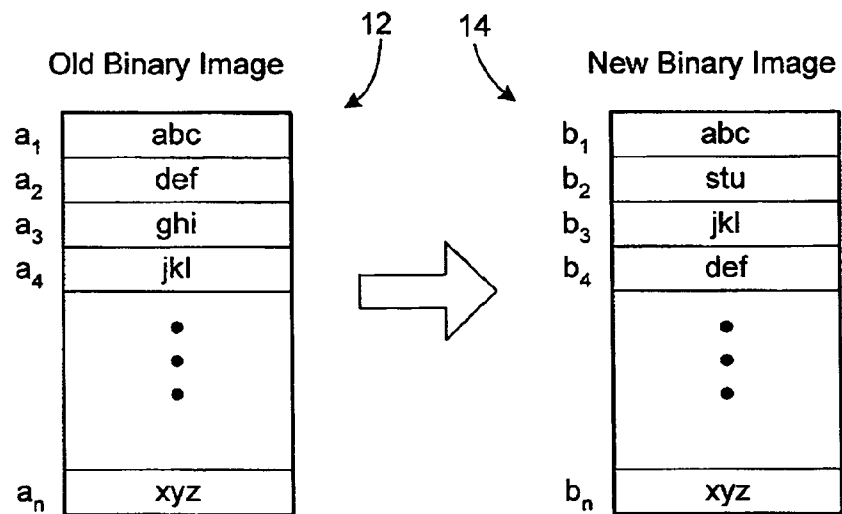 12 14
Old Binary Image New Binary Image
a1 abc b1 abc
a2 def b2 stu
a3 ghi b3 jkl
a4 jkl b4 def
an xyz bn xyz